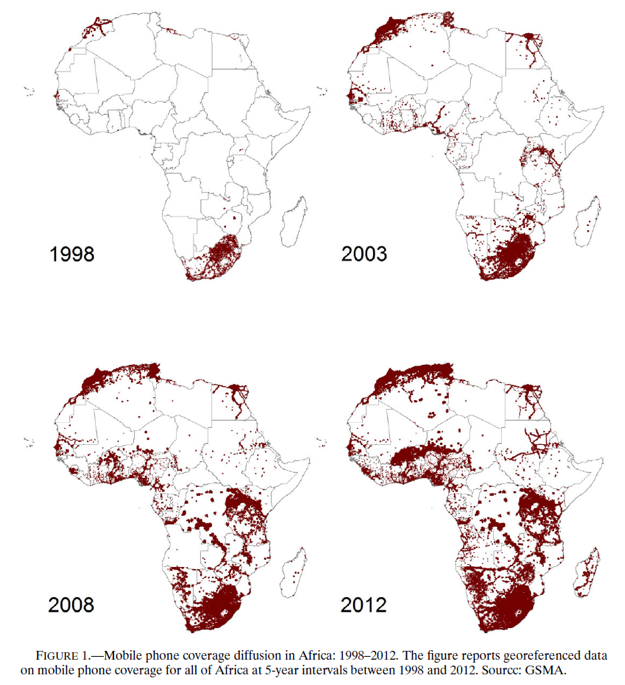 1998
2003
2008
2012
FIGURE 1.—Mobile phone coverage diffusion in Africa: 1998–2012. The figure reports georeferenced data
on mobile phone coverage for all of Africa at 5-year intervals between 1998 and 2012. Sourcc: GSMA.